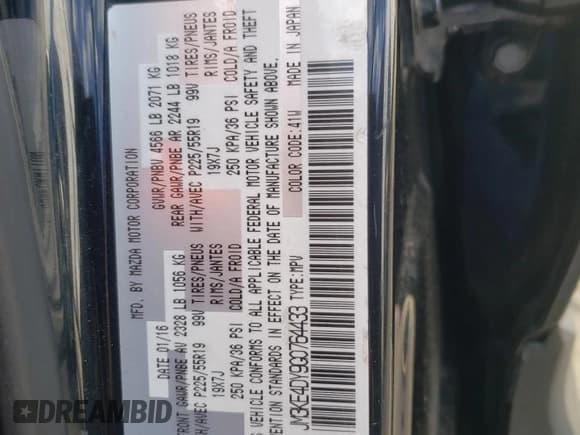 MFD. BY MAZDA MOTOR CORPORATION
DATE 01/16 GVWR/PNBV 4566 LB 2071 KG
FRONT GAWR/PNBE AV 2328 LB 1056 KG REAR GAWR/PNBE AR 2244 LB 1018 KG
WITH/AVEC P225/55R19 99V TIRES/PNEUS WITH/AVEC P225/55R19 99V TIRES/PNEUS
19X7J RIMS/JANTES 19X7J RIMS/JANTES
250 KPA/36 PSI COLD/A FROID 250 KPA/36 PSI COLD/A FROID
VEHICLE CONFORMS TO ALL APPLICABLE FEDERAL MOTOR VEHICLE SAFETY AND THEFT
STANDARDS IN EFFECT ON THE DATE OF MANUFACTURE SHOWN ABOVE.
JM3KE4DY9G0764433 TYPE:MPV COLOR CODE:41W MADE IN JAPAN
DREAMBID